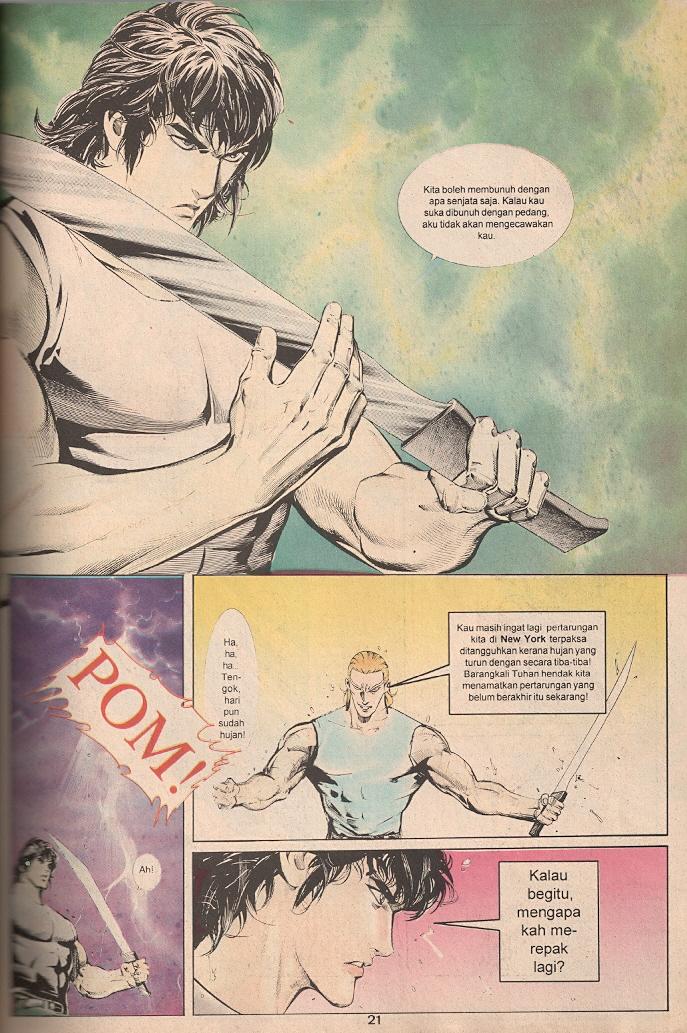 Kita boleh membunuh dengan
apa senjata saja. Kalau kau
suka dibunuh dengan pedang,
aku tidak akan mengecawakan
kau.
POM!
Ah!
Ha,
ha,
ha..
Ten-
gok,
hari
pun
sudah
hujan!
Kau masih ingat lagi pertarungan
kita di New York terpaksa
ditangguhkan kerana hujan yang
turun dengan secara tiba-tiba!
Barangkali Tuhan hendak kita
menamatkan pertarungan yang
belum berakhir itu sekarang!
Kalau
begitu,
mengapa
kah me-
repak
lagi?
21